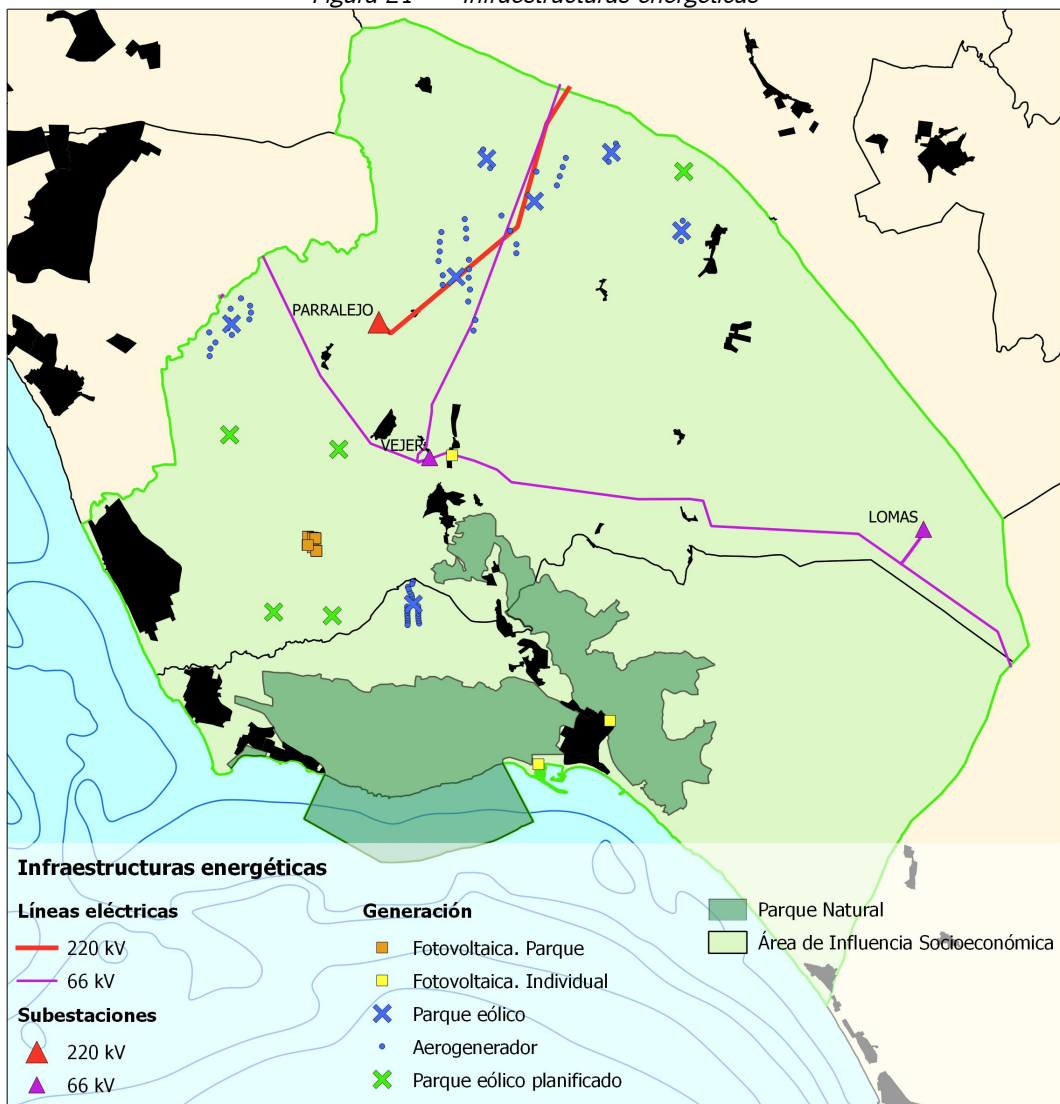 Figura 21 Infraestructuras energéticas
PARRALEJO
VEJER
LOMAS
Infraestructuras energéticas
Líneas eléctricas
220 kV
66 kV
Subestaciones
220 kV
66 kV
Generación
Fotovoltaica. Parque
Fotovoltaica. Individual
Parque eólico
Aerogenerador
Parque eólico planificado
Parque Natural
Área de Influencia Socioeconómica